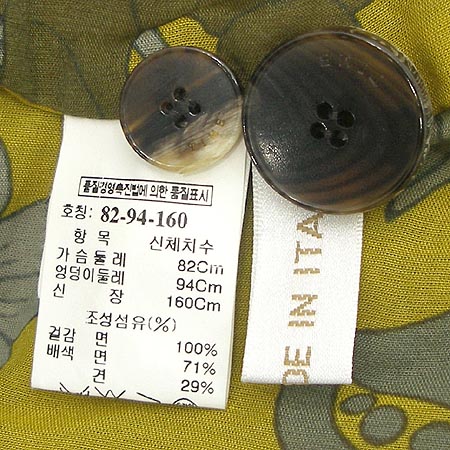 품질경영촉진법에 의한 품질표시
호칭: 82-94-160
항 목 신체치수
가슴둘레 82Cm
엉덩이둘레 94Cm
신 장 160Cm
조성섬유(%)
겉감 면 100%
배색 면 71%
견 29%
DE IN ITA